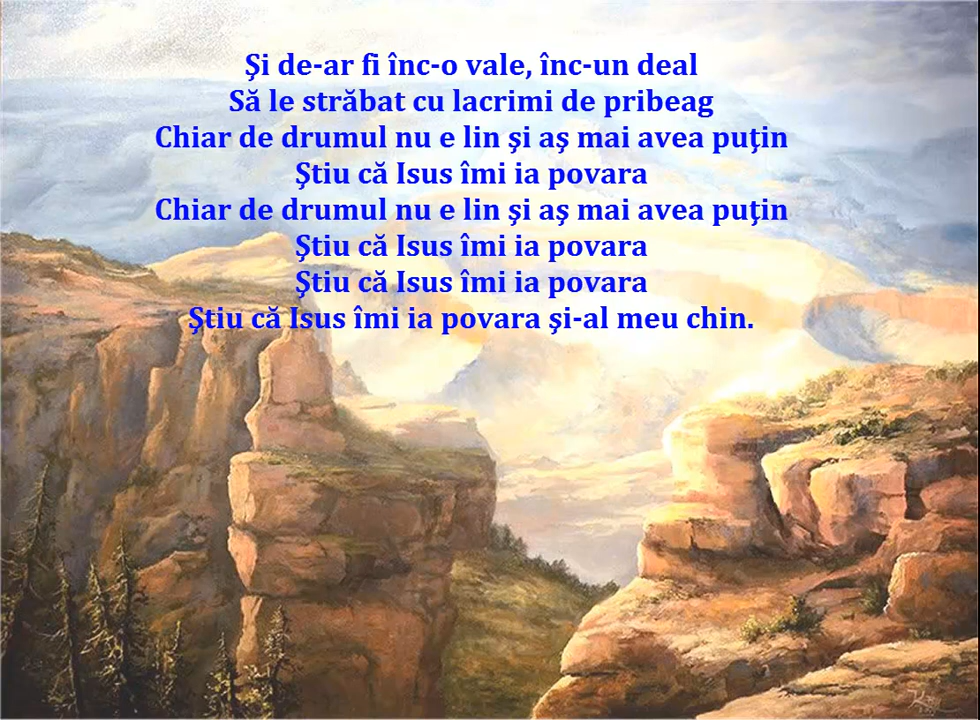 Şi de-ar fi înc-o vale, înc-un deal
Să le străbat cu lacrimi de pribeag
Chiar de drumul nu e lin şi aş mai avea puţin
Ştiu că Isus îmi ia povara
Chiar de drumul nu e lin şi aş mai avea puţin
Ştiu că Isus îmi ia povara
Ştiu că Isus îmi ia povara
Ştiu că Isus îmi ia povara şi-al meu chin.